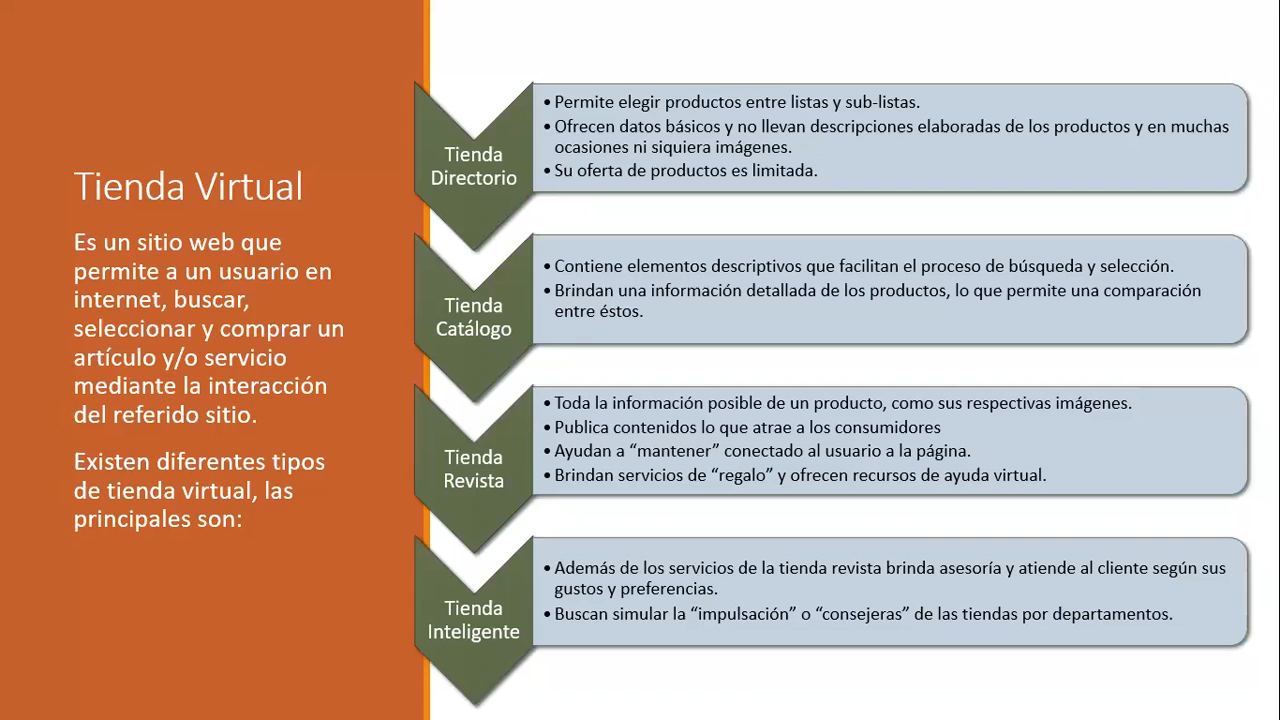 Tienda Virtual
Es un sitio web que
permite a un usuario en
internet, buscar,
seleccionar y comprar un
artículo y/o servicio
mediante la interacción
del referido sitio.
Existen diferentes tipos
de tienda virtual, las
principales son:
Tienda
Directorio
• Permite elegir productos entre listas y sub-listas.
• Ofrecen datos básicos y no llevan descripciones elaboradas de los productos y en muchas
ocasiones ni siquiera imágenes.
• Su oferta de productos es limitada.
Tienda
Catálogo
• Contiene elementos descriptivos que facilitan el proceso de búsqueda y selección.
• Brindan una información detallada de los productos, lo que permite una comparación
entre éstos.
Tienda
Revista
• Toda la información posible de un producto, como sus respectivas imágenes.
• Publica contenidos lo que atrae a los consumidores
• Ayudan a “mantener” conectado al usuario a la página.
• Brindan servicios de “regalo” y ofrecen recursos de ayuda virtual.
Tienda
Inteligente
• Además de los servicios de la tienda revista brinda asesoría y atiende al cliente según sus
gustos y preferencias.
• Buscan simular la “impulsación” o “consejeras” de las tiendas por departamentos.